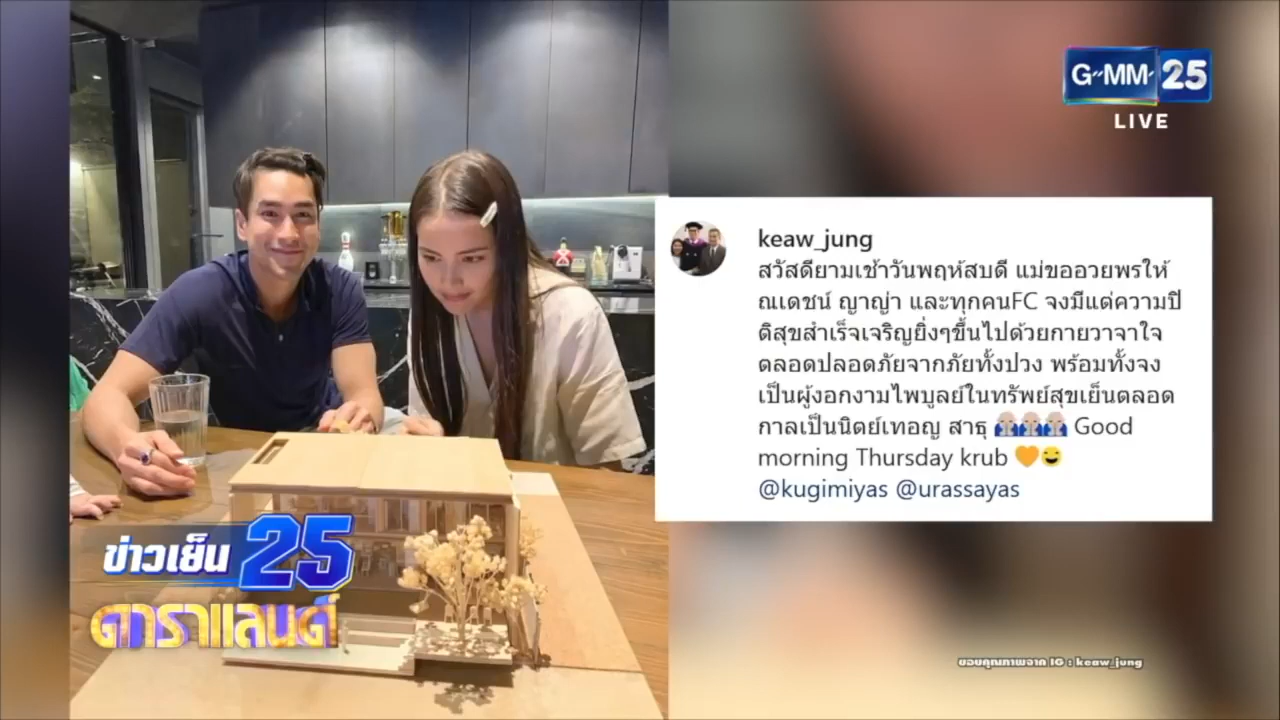 G"MM' 25
LIVE
keaw_jung
สวัสดียามเช้าวันพฤหัสบดี แม่ขออวยพรให้
ณเดชน์ ญาญ่า และทุกคนFC จงมีแต่ความปิ
ติสุขสำเร็จเจริญยิ่งๆขึ้นไปด้วยกายวาจาใจ
ตลอดปลอดภัยจากภัยทั้งปวง พร้อมทั้งจง
เป็นผู้งอกงามไพบูลย์ในทรัพย์สุขเย็นตลอด
กาลเป็นนิตย์เทอญ สาธุ 👴🏼👴🏼👴🏼 Good
morning Thursday krub 🧡😄
@kugimiyas @urassayas
ข่าวเย็น 25
ดาราแลนด์
ขอบคุณภาพจาก IG : keaw_jung